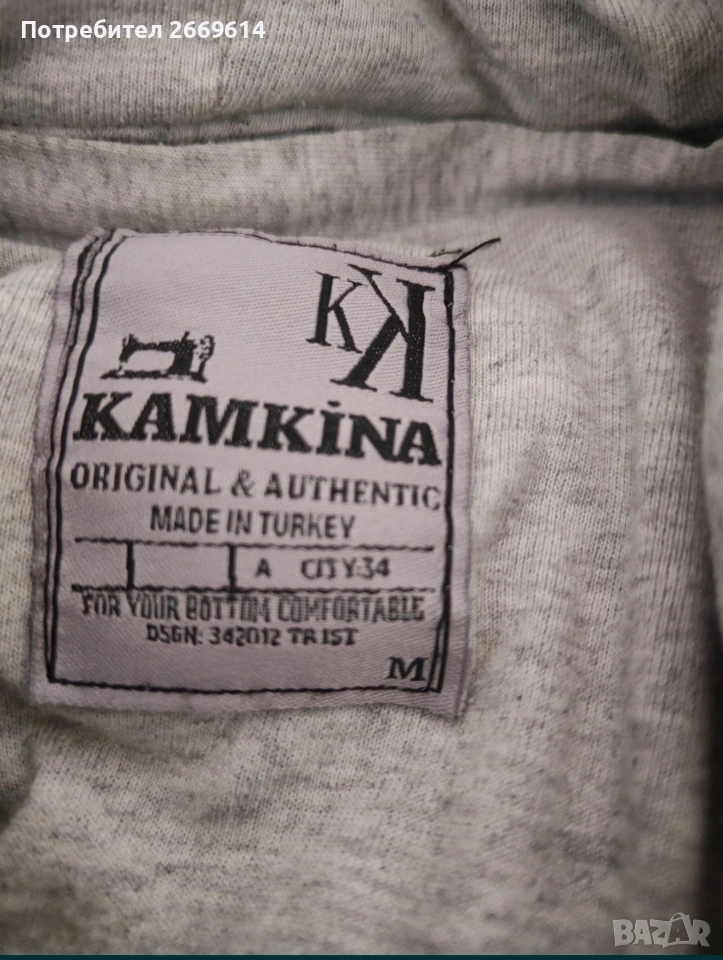 Потребител 2669614
KK
KAMKİNA
ORIGINAL & AUTHENTIC
MADE IN TURKEY
A CITY:34
FOR YOUR BOTTOM COMFORTABLE
DSGN: 342012 TR IST
M
BAZAR